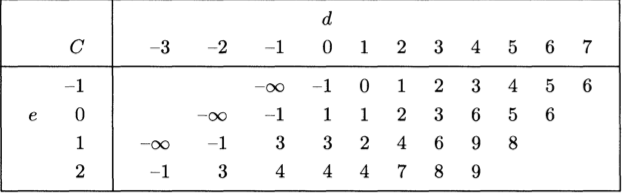 d
C –3 –2 –1 0 1 2 3 4 5 6 7
–1 –∞ –1 0 1 2 3 4 5 6
e 0 –∞ –1 1 1 2 3 6 5 6
1 –∞ –1 3 3 2 4 6 9 8
2 –1 3 4 4 4 7 8 9